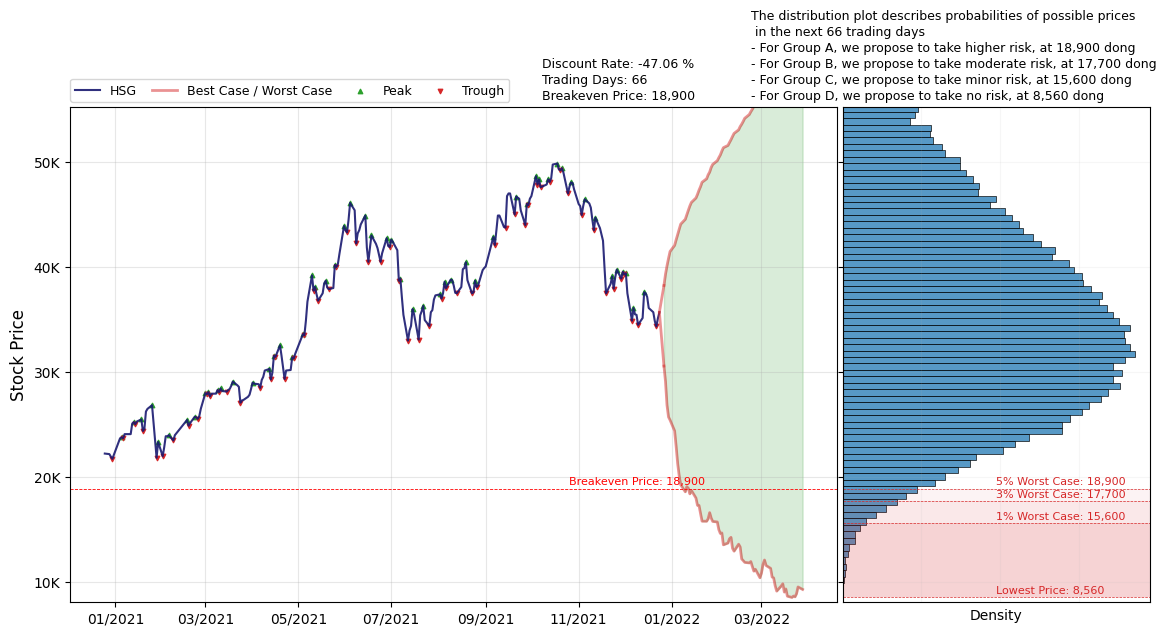 The distribution plot describes probabilities of possible prices
in the next 66 trading days
- For Group A, we propose to take higher risk, at 18,900 dong
- For Group B, we propose to take moderate risk, at 17,700 dong
- For Group C, we propose to take minor risk, at 15,600 dong
- For Group D, we propose to take no risk, at 8,560 dong
Discount Rate: -47.06 %
Trading Days: 66
Breakeven Price: 18,900
HSG
Best Case / Worst Case
Peak
Trough
Stock Price
50K
40K
30K
20K
10K
Breakeven Price: 18,900
5% Worst Case: 18,900
3% Worst Case: 17,700
1% Worst Case: 15,600
Lowest Price: 8,560
01/2021
03/2021
05/2021
07/2021
09/2021
11/2021
01/2022
03/2022
Density